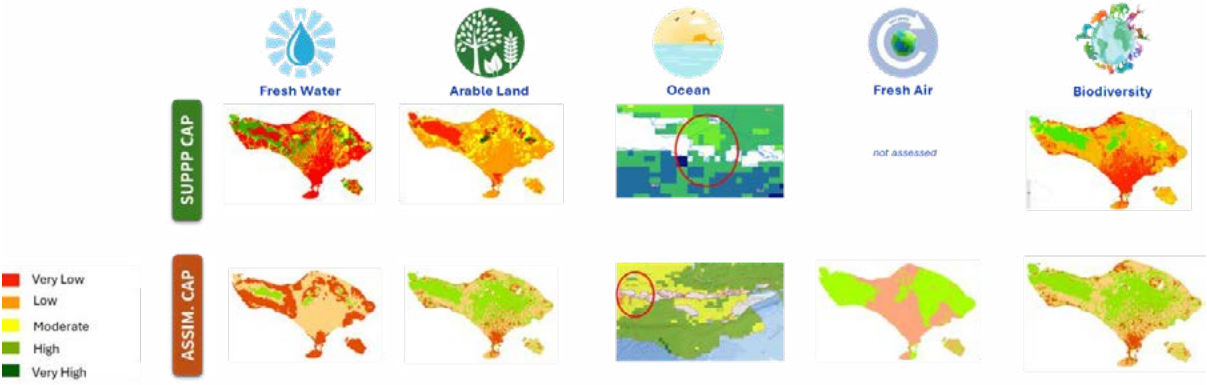 Fresh Water
Arable Land
Ocean
Fresh Air
Biodiversity
SUPPP CAP
not assessed
ASSIM. CAP
Very Low
Low
Moderate
High
Very High